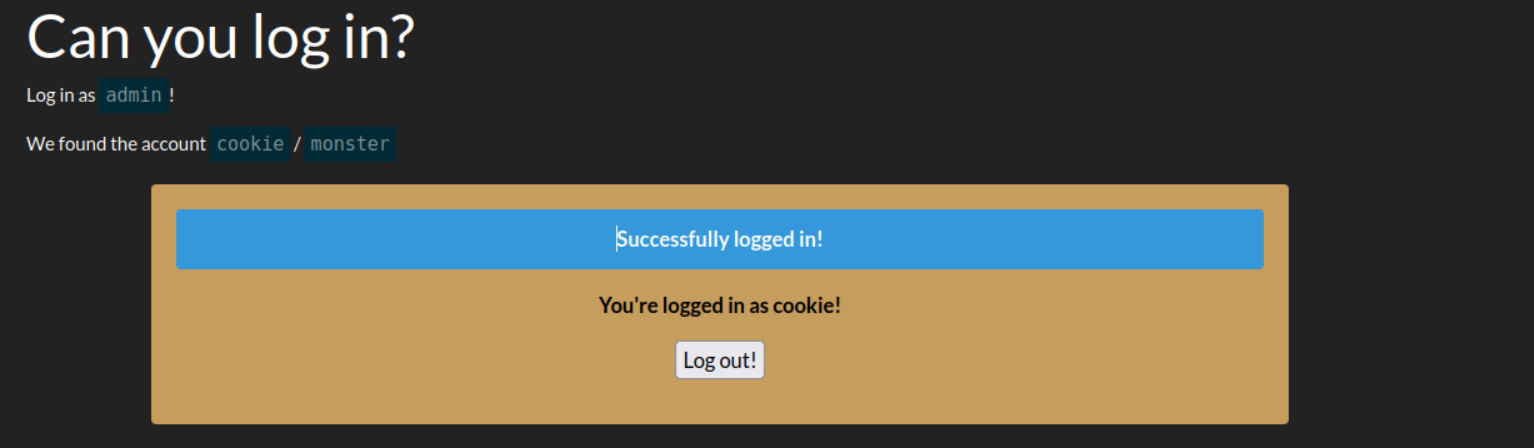 Can you log in?
Log in as admin !
We found the account cookie / monster
Successfully logged in!
You're logged in as cookie!
Log out!